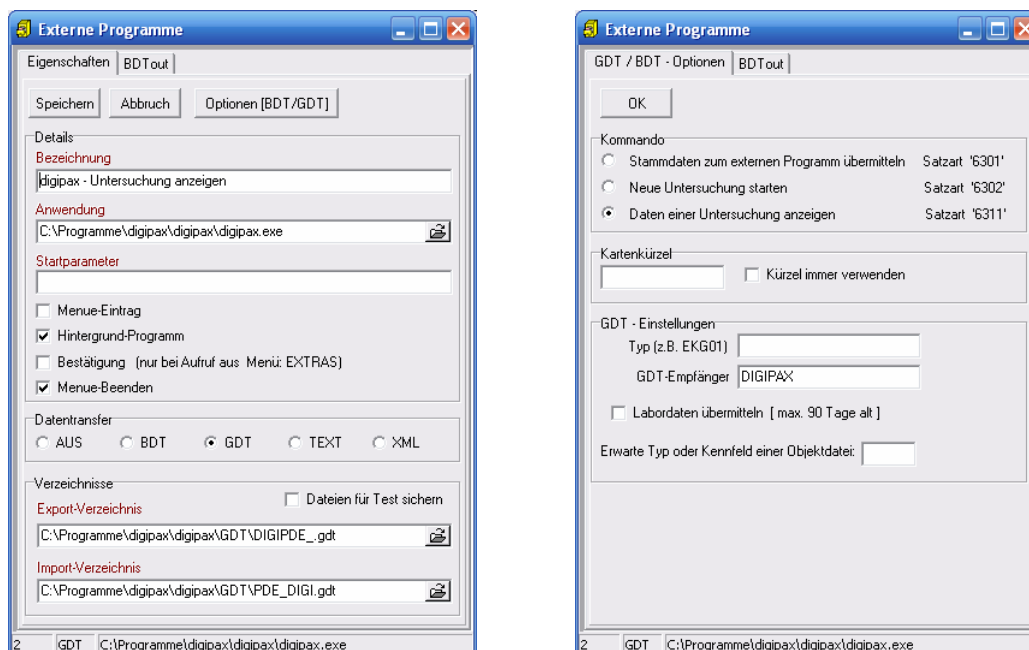 Externe Programme
Eigenschaften BDTout
Speichern Abbruch Optionen [BDT/GDT]
Details
Bezeichnung
digipax - Untersuchung anzeigen
Anwendung
C:\Programme\digipax\digipax\digipax.exe
Startparameter
Menue-Eintrag
Hintergrund-Programm
Bestätigung (nur bei Aufruf aus Menü: EXTRAS)
Menue-Beenden
Datentransfer
AUS BDT GDT TEXT XML
Verzeichnisse
Dateien für Test sichern
Export-Verzeichnis
C:\Programme\digipax\digipax\GDT\DIGIPDE_.gdt
Import-Verzeichnis
C:\Programme\digipax\digipax\GDT\PDE_DIGI.gdt
2 GDT C:\Programme\digipax\digipax\digipax.exe
Externe Programme
GDT / BDT - Optionen BDTout
OK
Kommando
Stammdaten zum externen Programm übermitteln Satzart '6301'
Neue Untersuchung starten Satzart '6302'
Daten einer Untersuchung anzeigen Satzart '6311'
Kartenkürzel
Kürzel immer verwenden
GDT - Einstellungen
Typ (z.B. EKG01)
GDT-Empfänger DIGIPAX
Labordaten übermitteln [ max. 90 Tage alt ]
Erwarte Typ oder Kennfeld einer Objektdatei:
2 GDT C:\Programme\digipax\digipax\digipax.exe